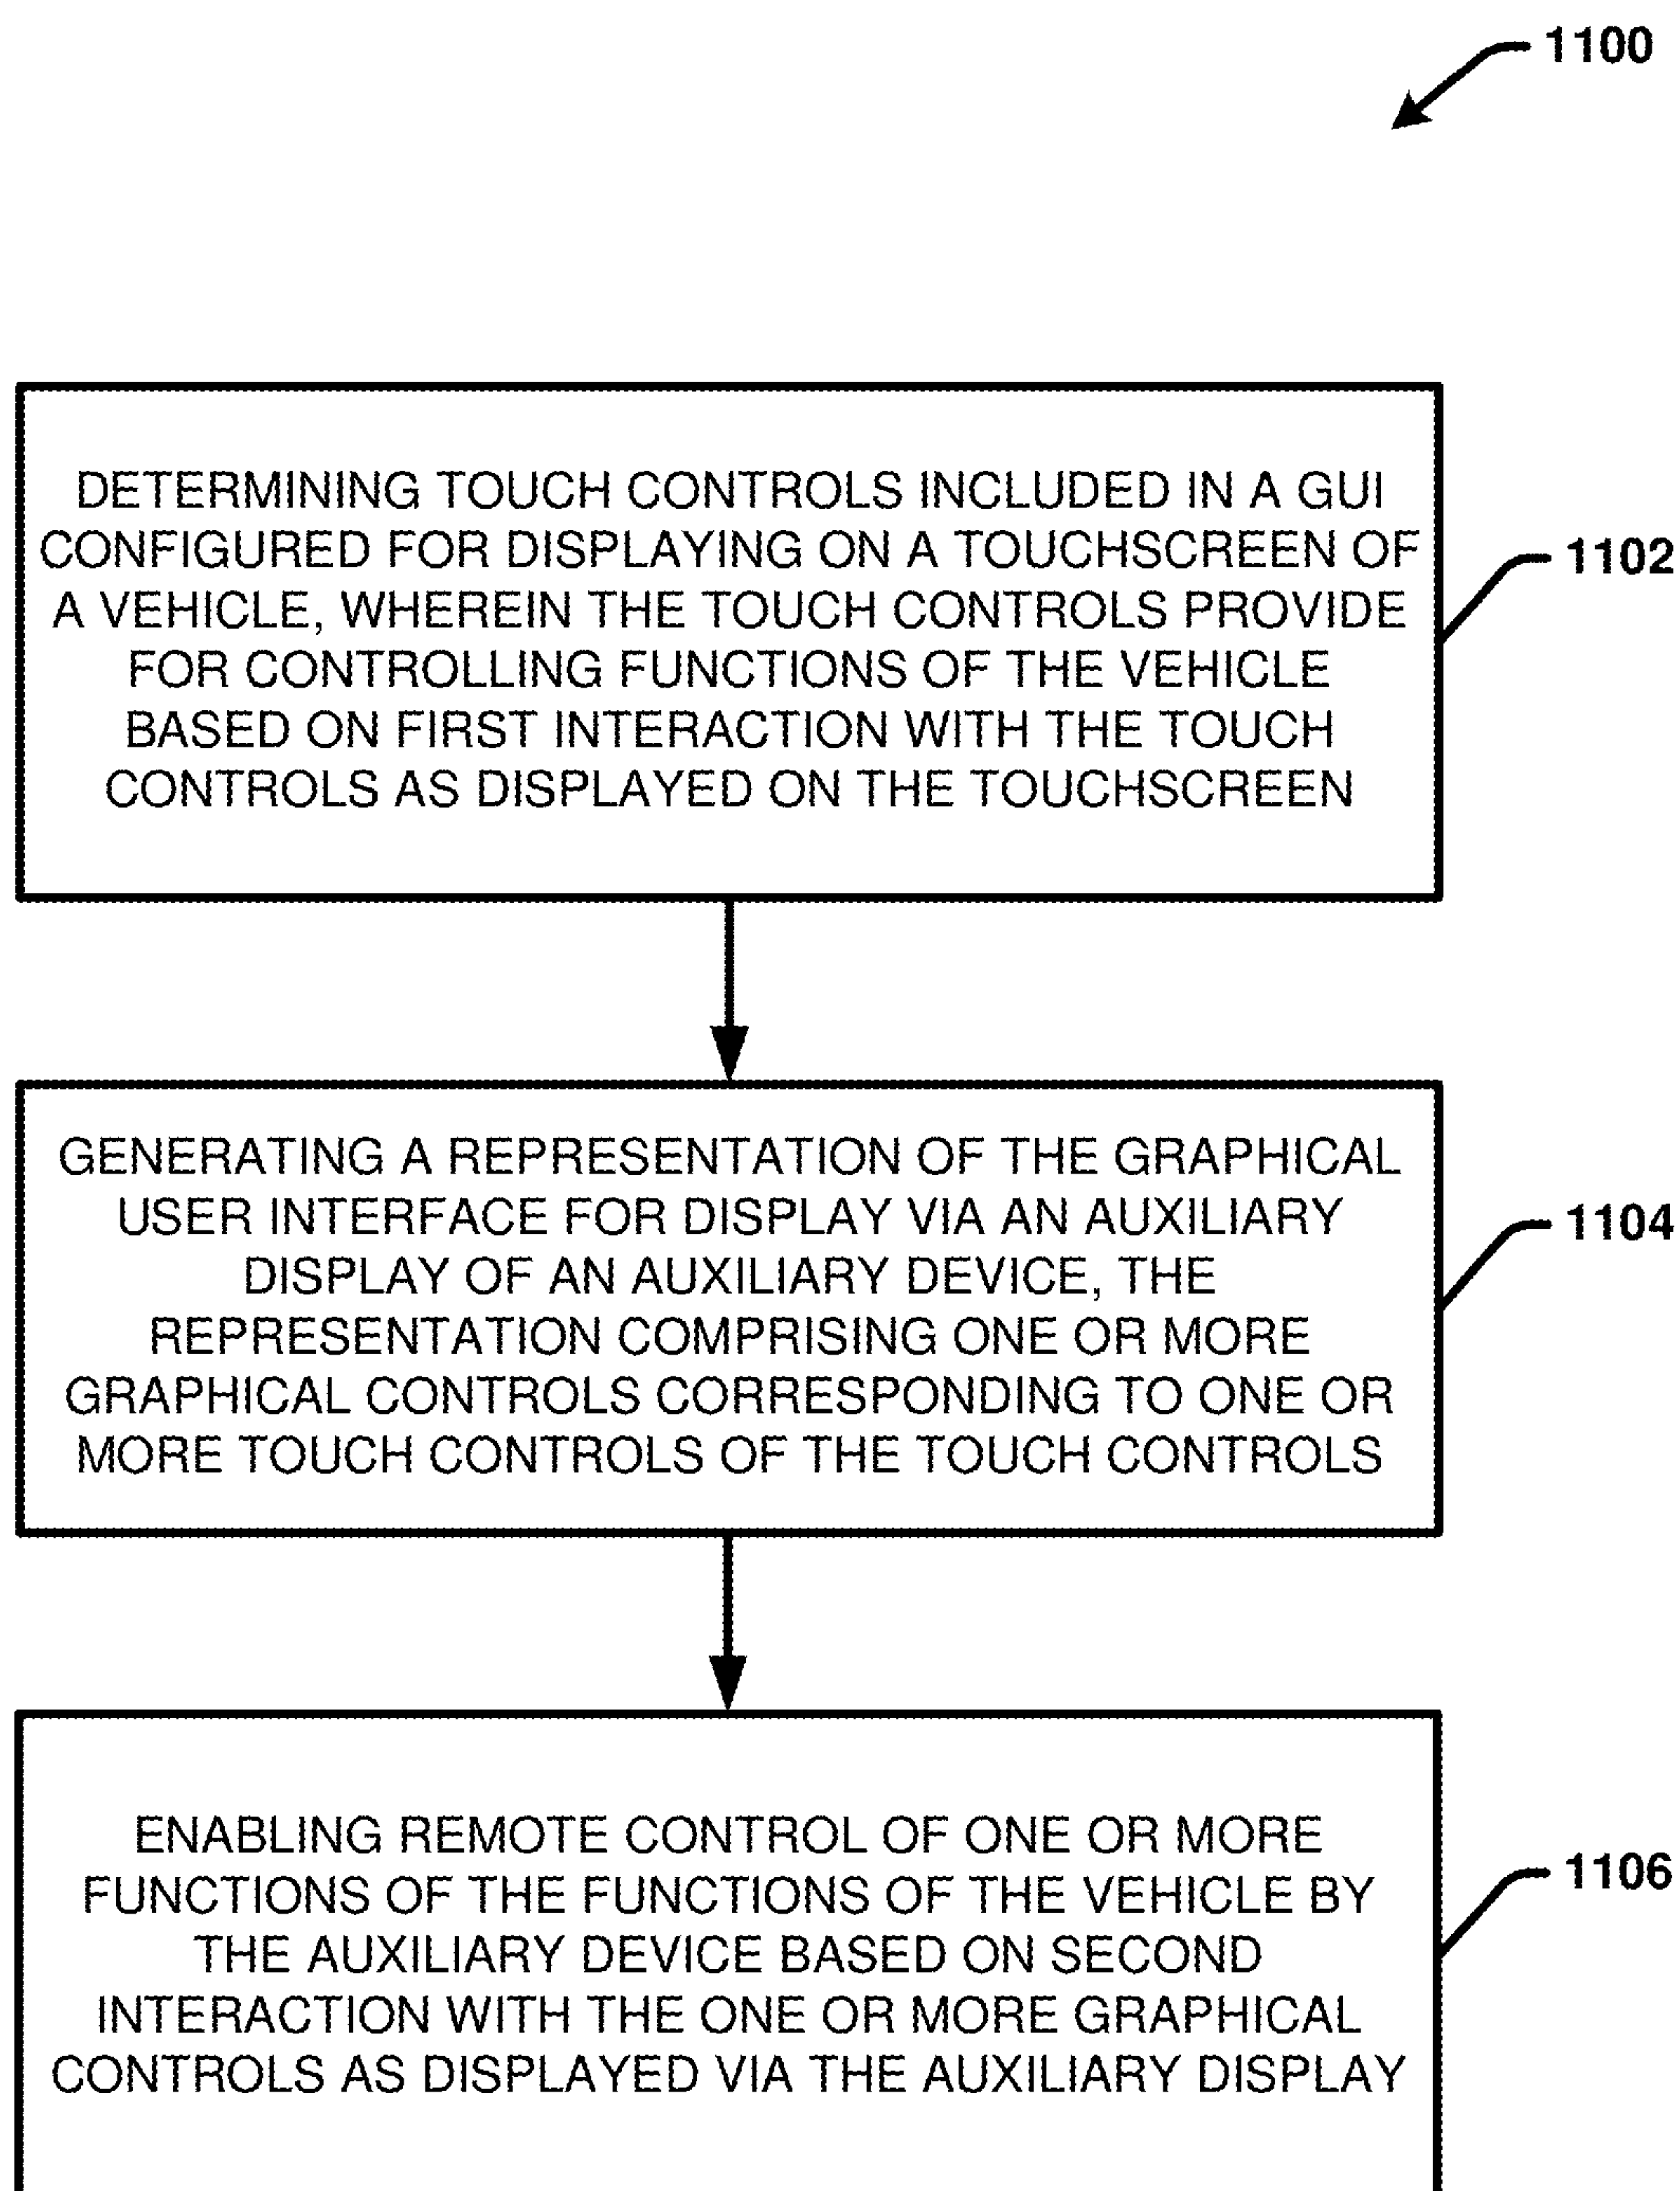 1100
DETERMINING TOUCH CONTROLS INCLUDED IN A GUI
CONFIGURED FOR DISPLAYING ON A TOUCHSCREEN OF
A VEHICLE, WHEREIN THE TOUCH CONTROLS PROVIDE
FOR CONTROLLING FUNCTIONS OF THE VEHICLE
BASED ON FIRST INTERACTION WITH THE TOUCH
CONTROLS AS DISPLAYED ON THE TOUCHSCREEN
1102
GENERATING A REPRESENTATION OF THE GRAPHICAL
USER INTERFACE FOR DISPLAY VIA AN AUXILIARY
DISPLAY OF AN AUXILIARY DEVICE, THE
REPRESENTATION COMPRISING ONE OR MORE
GRAPHICAL CONTROLS CORRESPONDING TO ONE OR
MORE TOUCH CONTROLS OF THE TOUCH CONTROLS
1104
ENABLING REMOTE CONTROL OF ONE OR MORE
FUNCTIONS OF THE FUNCTIONS OF THE VEHICLE BY
THE AUXILIARY DEVICE BASED ON SECOND
INTERACTION WITH THE ONE OR MORE GRAPHICAL
CONTROLS AS DISPLAYED VIA THE AUXILIARY DISPLAY
1106